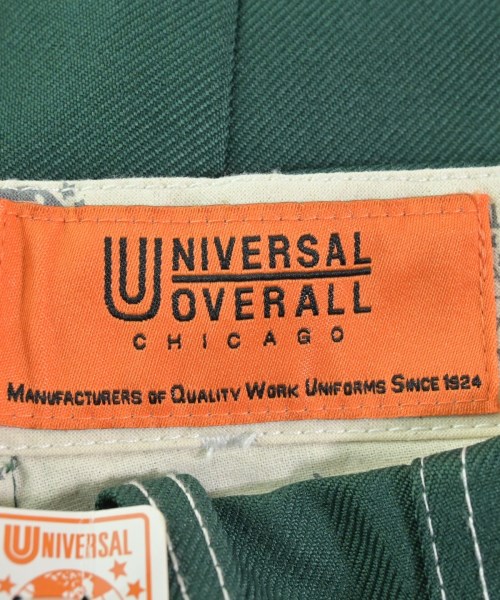 UNIVERSAL
OVERALL
CHICAGO
MANUFACTURERS OF QUALITY WORK UNIFORMS SINCE 1924
UNIVERSAL